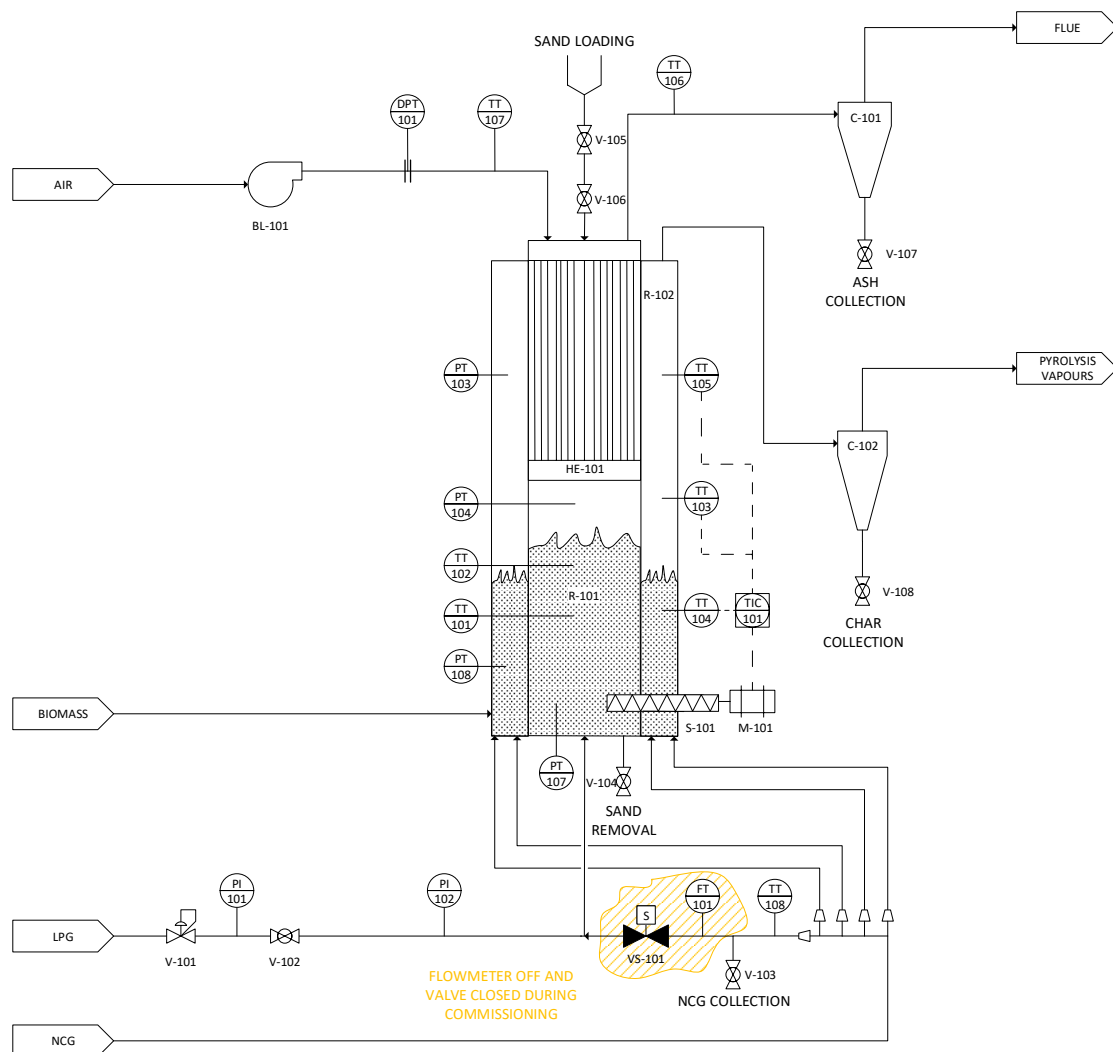 FLUE
SAND LOADING
TT
106
DPT
101
TT
107
C-101
V-105
AIR
V-106
BL-101
V-107
ASH
COLLECTION
R-102
PT
103
TT
105
PYROLYSIS
VAPOURS
C-102
HE-101
PT
104
TT
103
TT
102
R-101
V-108
TT
101
TT
104
TIC
101
CHAR
COLLECTION
PT
108
BIOMASS
S-101
M-101
PT
107
V-104
SAND
REMOVAL
PI
101
PI
102
FT
101
TT
108
S
LPG
V-101
V-102
VS-101
V-103
FLOWMETER OFF AND
VALVE CLOSED DURING
COMMISSIONING
NCG COLLECTION
NCG